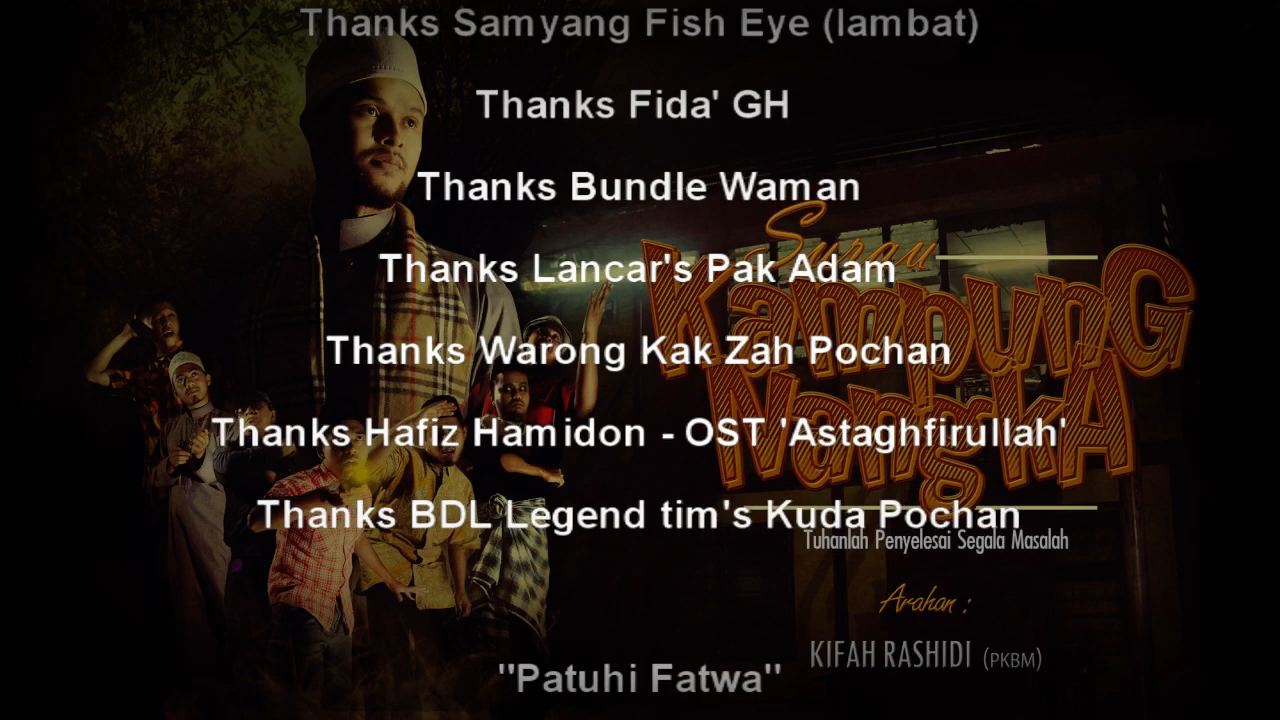 Thanks Samyang Fish Eye (lambat)
Thanks Fida' GH
Thanks Bundle Waman
Thanks Lancar's Pak Adam
Thanks Warong Kak Zah Pochan
Thanks Hafiz Hamidon - OST 'Astaghfirullah'
Thanks BDL Legend tim's Kuda Pochan
"Patuhi Fatwa"
Surau
Kampung
Nangka
Tuhanlah Penyelesai Segala Masalah
Arahan :
KIFAH RASHIDI (PKBM)